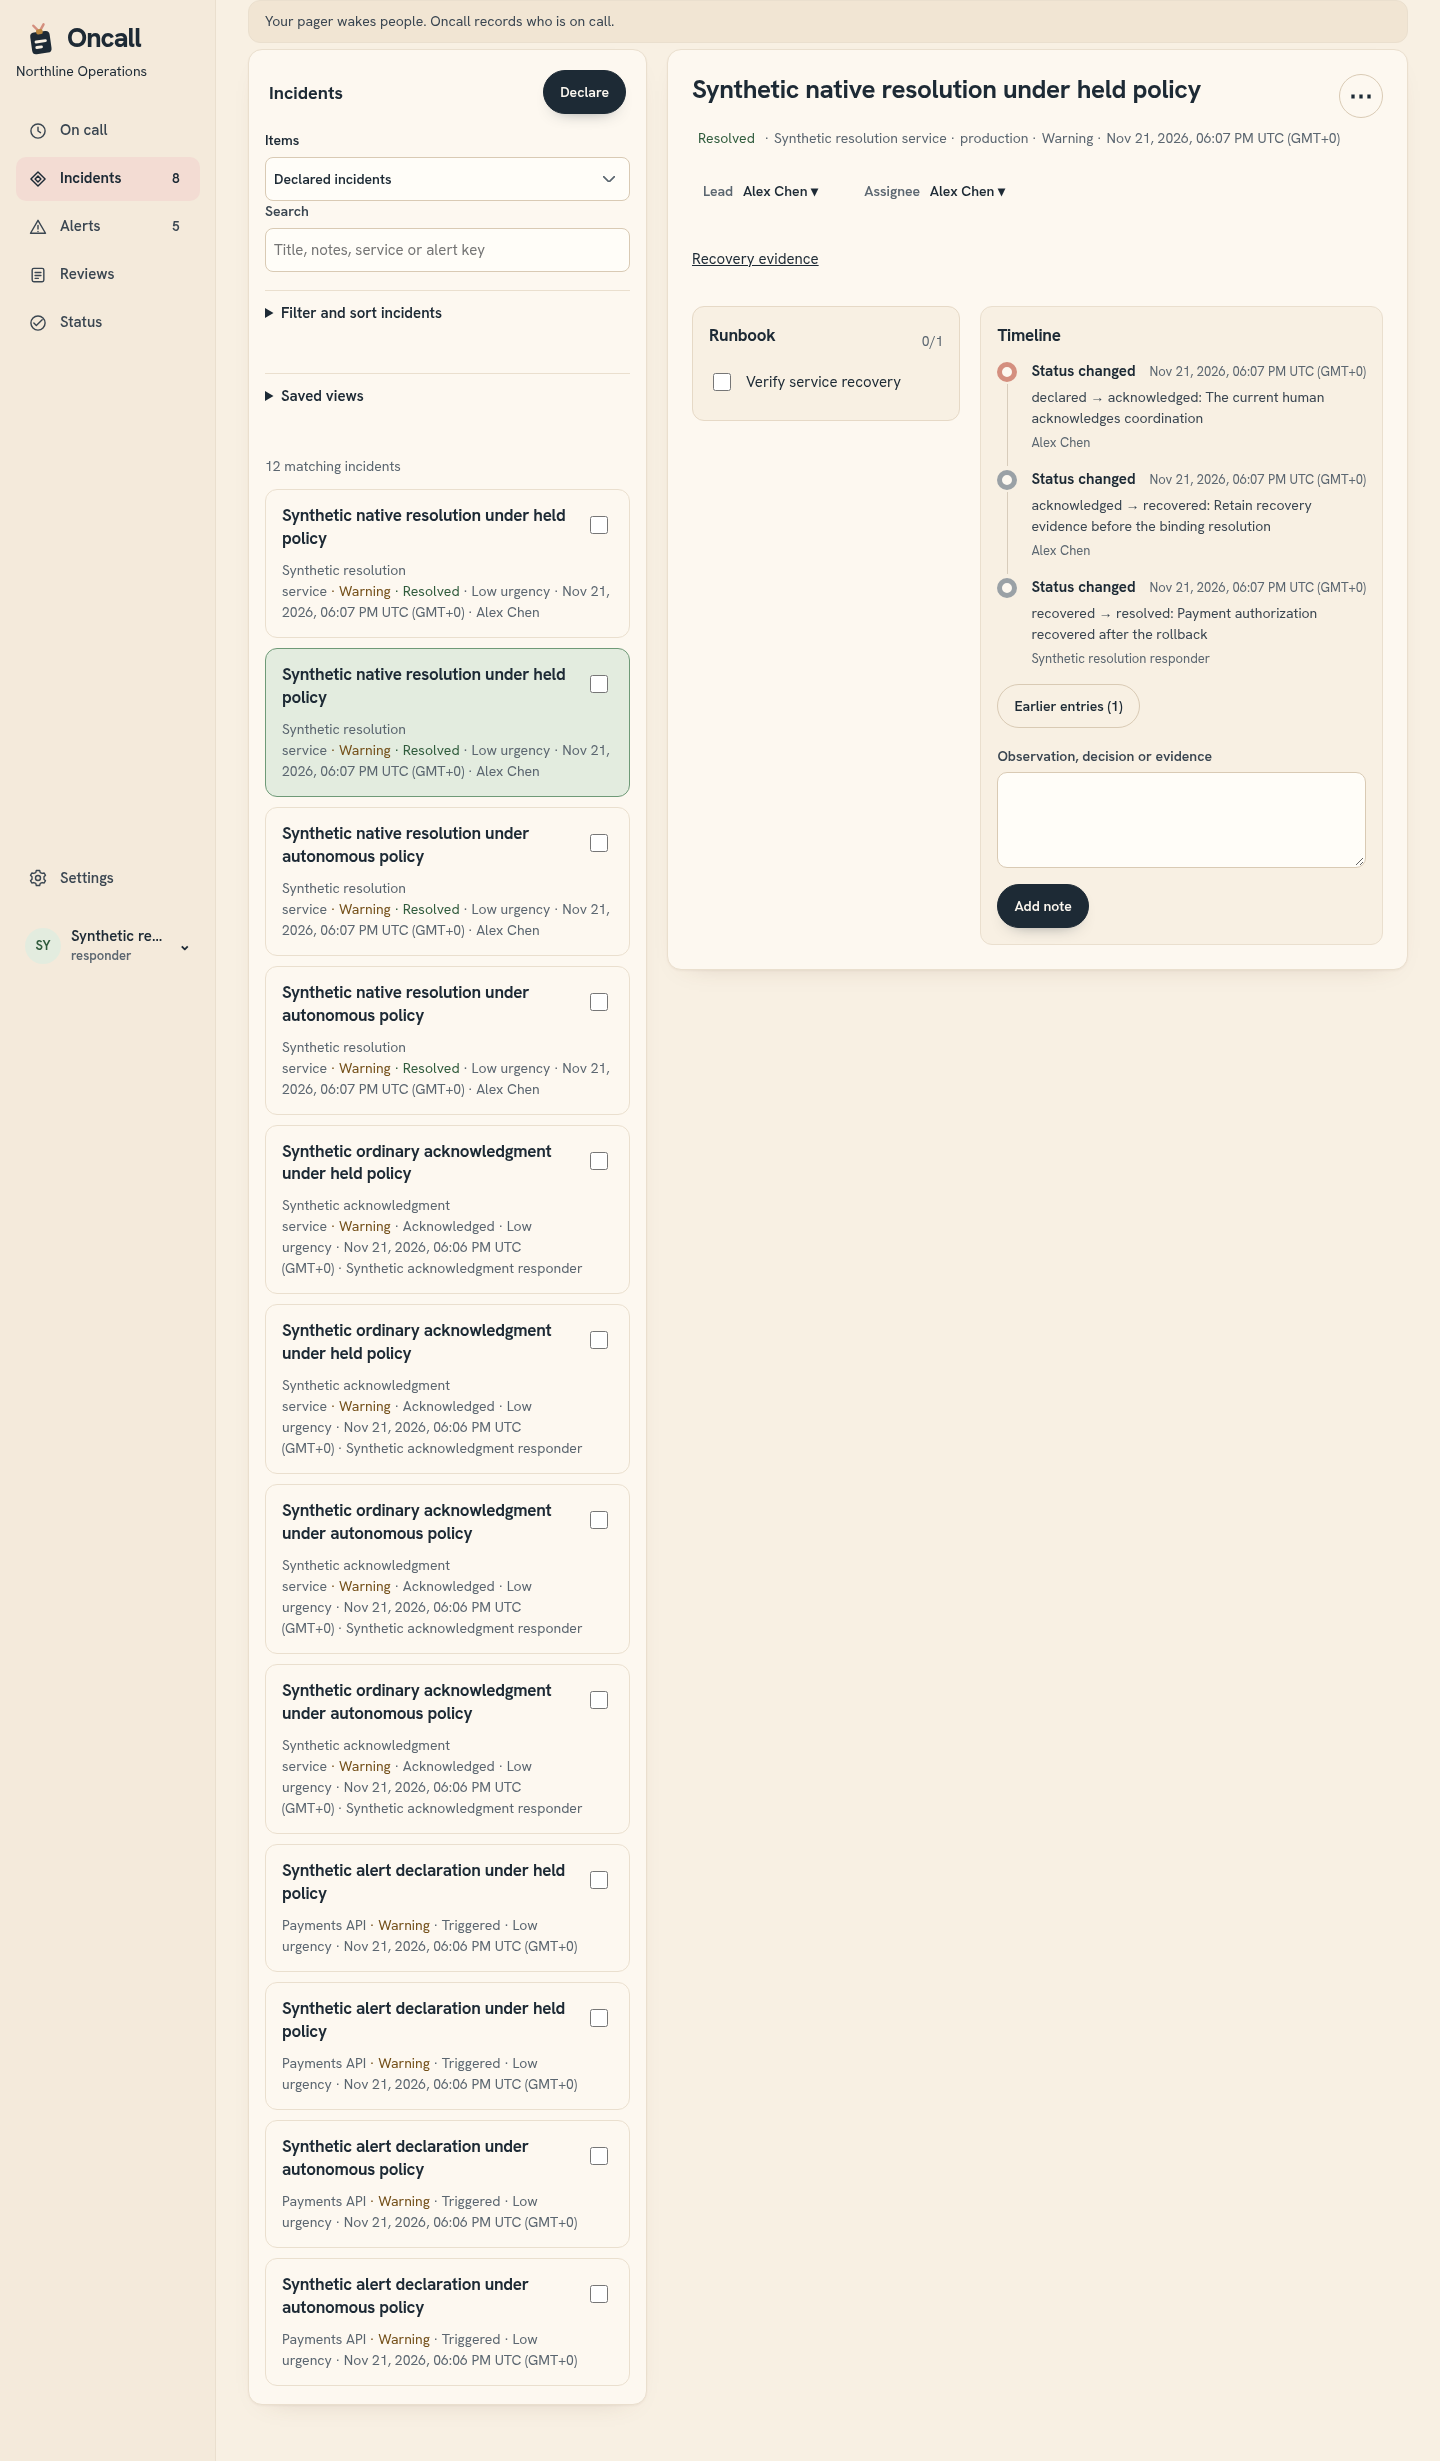 Oncall
Northline Operations
On call
Incidents 8
Alerts 5
Reviews
Status
Settings
SY
Synthetic re...
responder
Your pager wakes people. Oncall records who is on call.
Incidents
Declare
Items
Declared incidents
Search
Title, notes, service or alert key
Filter and sort incidents
Saved views
12 matching incidents
Synthetic native resolution under held
policy
Synthetic resolution
service · Warning · Resolved · Low urgency · Nov 21,
2026, 06:07 PM UTC (GMT+0) · Alex Chen
Synthetic native resolution under held
policy
Synthetic resolution
service · Warning · Resolved · Low urgency · Nov 21,
2026, 06:07 PM UTC (GMT+0) · Alex Chen
Synthetic native resolution under
autonomous policy
Synthetic resolution
service · Warning · Resolved · Low urgency · Nov 21,
2026, 06:07 PM UTC (GMT+0) · Alex Chen
Synthetic native resolution under
autonomous policy
Synthetic resolution
service · Warning · Resolved · Low urgency · Nov 21,
2026, 06:07 PM UTC (GMT+0) · Alex Chen
Synthetic ordinary acknowledgment
under held policy
Synthetic acknowledgment
service · Warning · Acknowledged · Low
urgency · Nov 21, 2026, 06:06 PM UTC
(GMT+0) · Synthetic acknowledgment responder
Synthetic ordinary acknowledgment
under held policy
Synthetic acknowledgment
service · Warning · Acknowledged · Low
urgency · Nov 21, 2026, 06:06 PM UTC
(GMT+0) · Synthetic acknowledgment responder
Synthetic ordinary acknowledgment
under autonomous policy
Synthetic acknowledgment
service · Warning · Acknowledged · Low
urgency · Nov 21, 2026, 06:06 PM UTC
(GMT+0) · Synthetic acknowledgment responder
Synthetic ordinary acknowledgment
under autonomous policy
Synthetic acknowledgment
service · Warning · Acknowledged · Low
urgency · Nov 21, 2026, 06:06 PM UTC
(GMT+0) · Synthetic acknowledgment responder
Synthetic alert declaration under held
policy
Payments API · Warning · Triggered · Low
urgency · Nov 21, 2026, 06:06 PM UTC (GMT+0)
Synthetic alert declaration under held
policy
Payments API · Warning · Triggered · Low
urgency · Nov 21, 2026, 06:06 PM UTC (GMT+0)
Synthetic alert declaration under
autonomous policy
Payments API · Warning · Triggered · Low
urgency · Nov 21, 2026, 06:06 PM UTC (GMT+0)
Synthetic alert declaration under
autonomous policy
Payments API · Warning · Triggered · Low
urgency · Nov 21, 2026, 06:06 PM UTC (GMT+0)
Synthetic native resolution under held policy
Resolved · Synthetic resolution service · production · Warning · Nov 21, 2026, 06:07 PM UTC (GMT+0)
Lead Alex Chen ▾ Assignee Alex Chen ▾
Recovery evidence
Runbook 0/1
Verify service recovery
Timeline
Status changed Nov 21, 2026, 06:07 PM UTC (GMT+0)
declared → acknowledged: The current human
acknowledges coordination
Alex Chen
Status changed Nov 21, 2026, 06:07 PM UTC (GMT+0)
acknowledged → recovered: Retain recovery
evidence before the binding resolution
Alex Chen
Status changed Nov 21, 2026, 06:07 PM UTC (GMT+0)
recovered → resolved: Payment authorization
recovered after the rollback
Synthetic resolution responder
Earlier entries (1)
Observation, decision or evidence
Add note